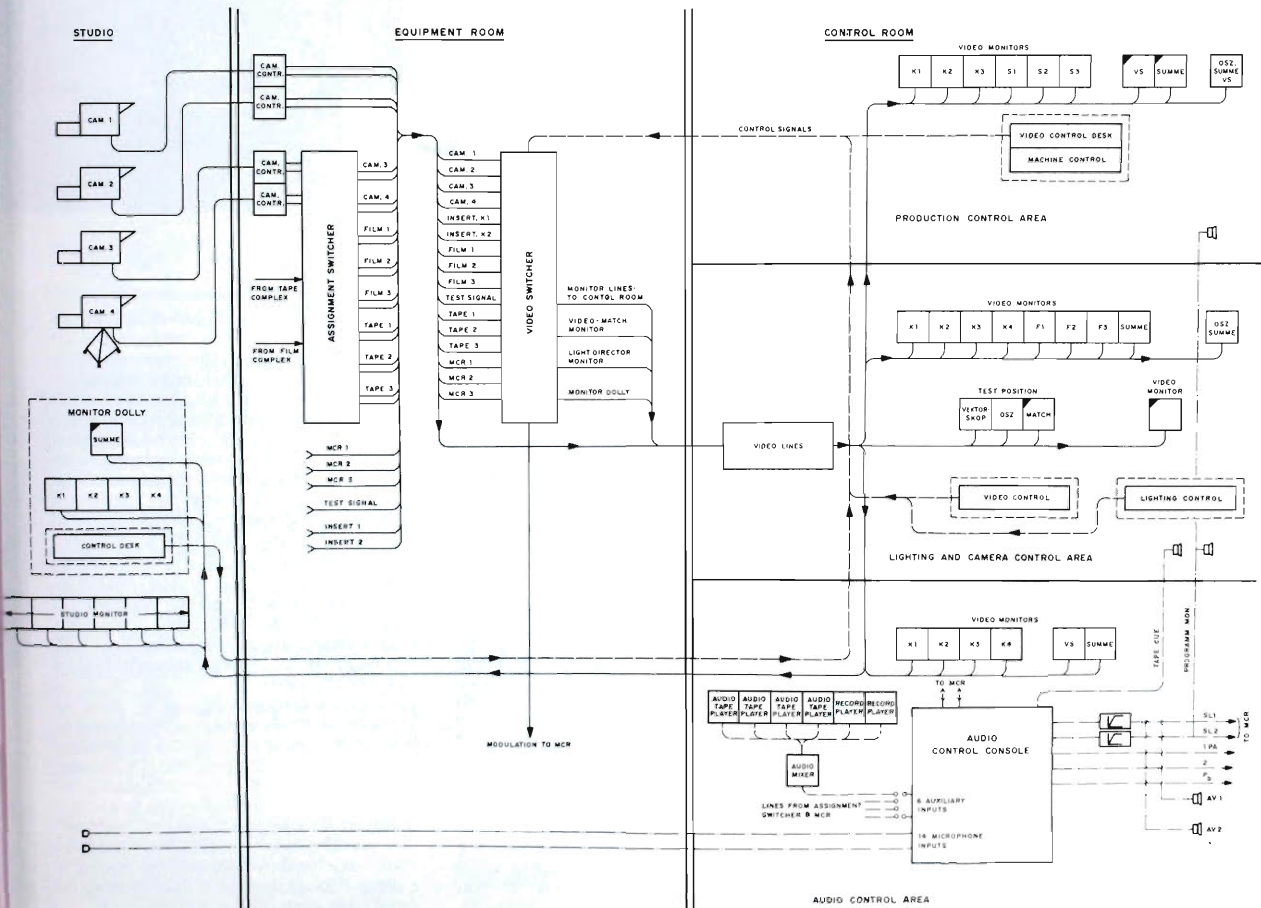 STUDIO
EQUIPMENT ROOM
CONTROL ROOM
CAM.
CONTR.
CAM.
CONTR.
CAM.
CONTR.
CAM.
CONTR.
CAM. 1
CAM. 2
CAM. 3
CAM. 4
FROM TAPE
COMPLEX
FROM FILM
COMPLEX
ASSIGNMENT SWITCHER
CAM. 3
CAM. 4
FILM 1
FILM 2
FILM 3
TAPE 1
TAPE 2
TAPE 3
MCR 1
MCR 2
MCR 3
TEST SIGNAL
INSERT 1
INSERT 2
CAM. 1
CAM. 2
CAM. 3
CAM. 4
INSERT. K1
INSERT. K2
FILM 1
FILM 2
FILM 3
TEST SIGNAL
TAPE 1
TAPE 2
TAPE 3
MCR 1
MCR 2
MCR 3
VIDEO SWITCHER
MONITOR LINES-
TO CONTOL ROOM
VIDEO-MATCH
MONITOR
LIGHT DIRECTOR
MONITOR
MONITOR DOLLY
MODULATION TO MCR
MONITOR DOLLY
SUMME
K1 K2 K3 K4
CONTROL DESK
STUDIO MONITOR
VIDEO MONITORS
K1 K2 K3 S1 S2 S3
VS SUMME
OSZ.
SUMME
VS
CONTROL SIGNALS
VIDEO CONTROL DESK
MACHINE CONTROL
PRODUCTION CONTROL AREA
VIDEO MONITORS
K1 K2 K3 K4 F1 F2 F3 SUMME
OSZ
SUMME
TEST POSITION
VEKTOR-
SKOP
OSZ
MATCH
VIDEO
MONITOR
VIDEO LINES
VIDEO CONTROL
LIGHTING CONTROL
LIGHTING AND CAMERA CONTROL AREA
TAPE CUE
PROGRAMM MON
VIDEO MONITORS
K1 K2 K3 K4
VS SUMME
TO MCR
AUDIO
TAPE
PLAYER
AUDIO
TAPE
PLAYER
AUDIO
TAPE
PLAYER
AUDIO
TAPE
PLAYER
RECORD
PLAYER
RECORD
PLAYER
AUDIO
MIXER
LINES FROM ASSIGNMENT
SWITCHER & MCR
AUDIO
CONTROL CONSOLE
6 AUXILIARY
INPUTS
14 MICROPHONE
INPUTS
SL1
SL2
1PA
2
TO MCR
AV 1
AV 2
AUDIO CONTROL AREA